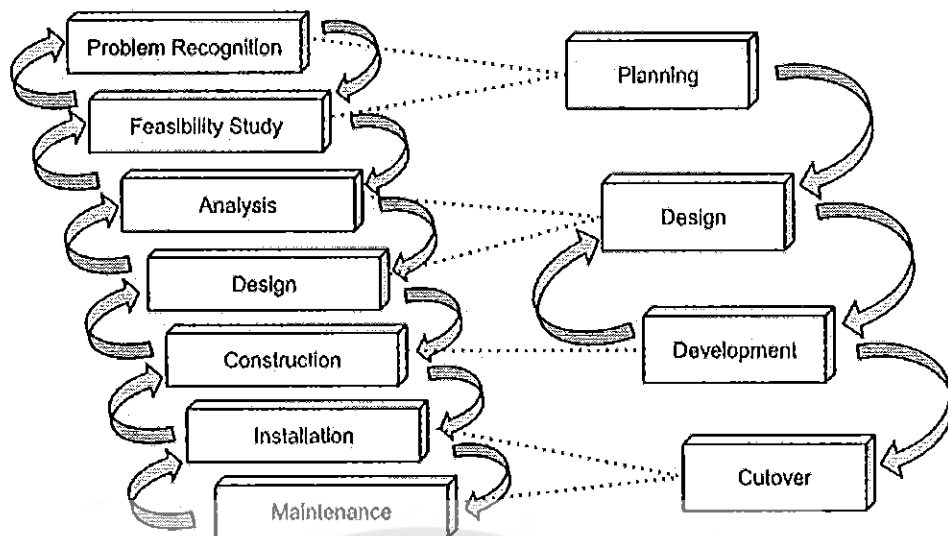 Problem Recognition
Feasibility Study
Analysis
Design
Construction
Installation
Maintenance
Planning
Design
Development
Cutover